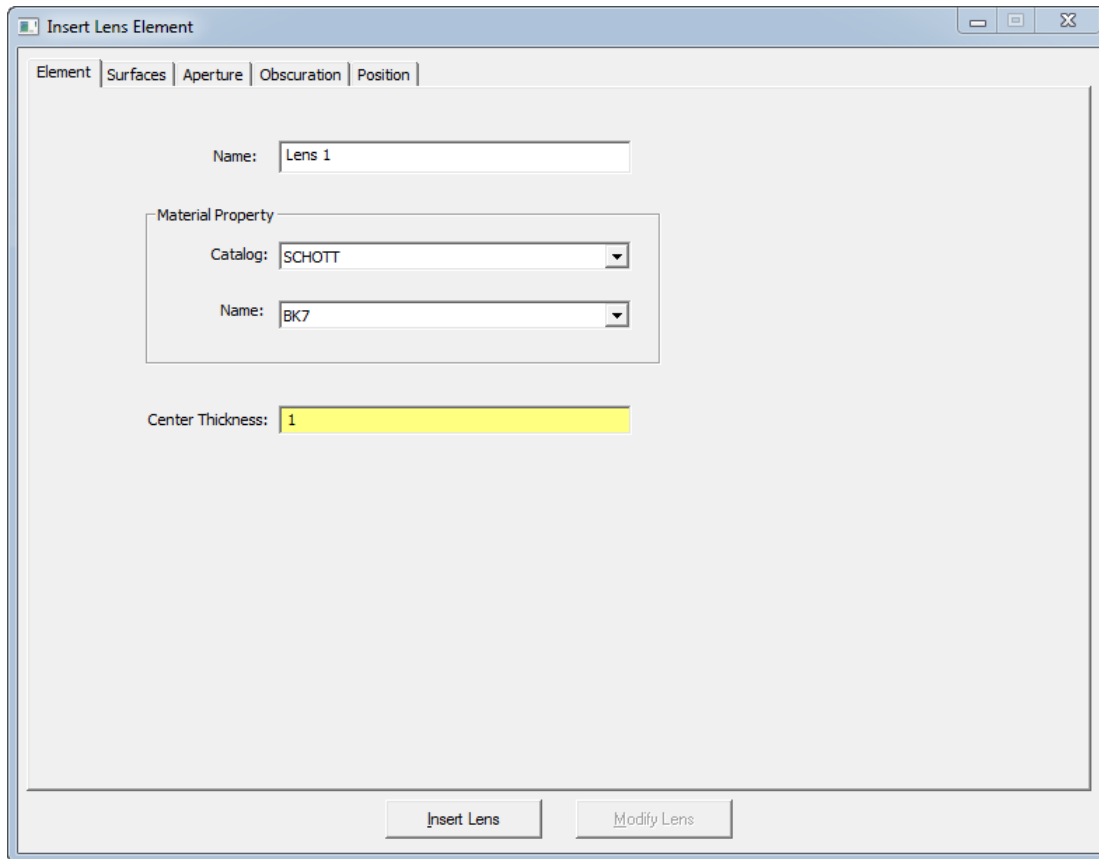 Insert Lens Element
Element Surfaces Aperture Obscuration Position
Name: Lens 1
Material Property
Catalog: SCHOTT
Name: BK7
Center Thickness: 1
Insert Lens Modify Lens